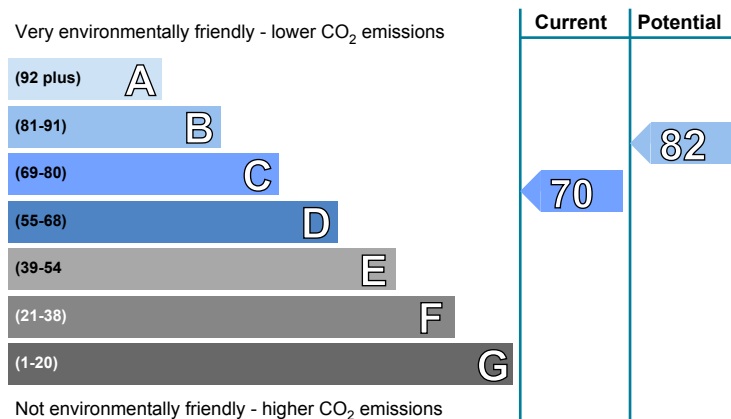 Current Potential
Very environmentally friendly - lower CO₂ emissions
(92 plus) A
(81-91) B
82
(69-80) C
70
(55-68) D
(39-54 E
(21-38) F
(1-20) G
Not environmentally friendly - higher CO₂ emissions